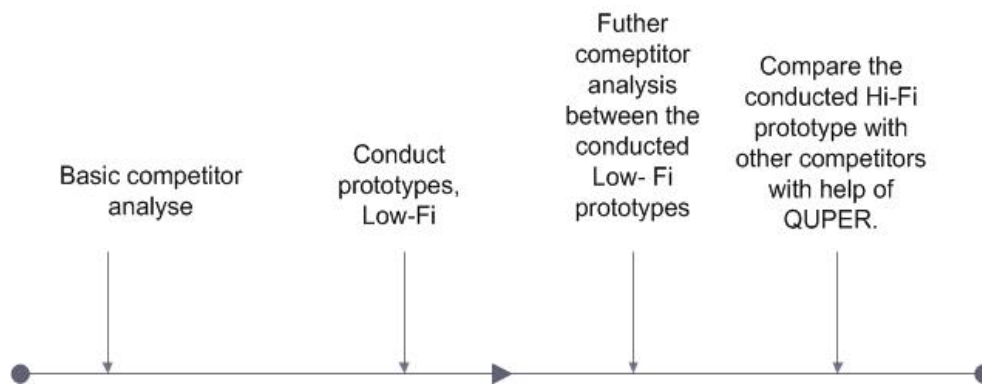 Basic competitor
analyse
Conduct
prototypes,
Low-Fi
Futher
comeptitor
analysis
between the
conducted
Low- Fi
prototypes
Compare the
conducted Hi-Fi
prototype with
other competitors
with help of
QUPER.